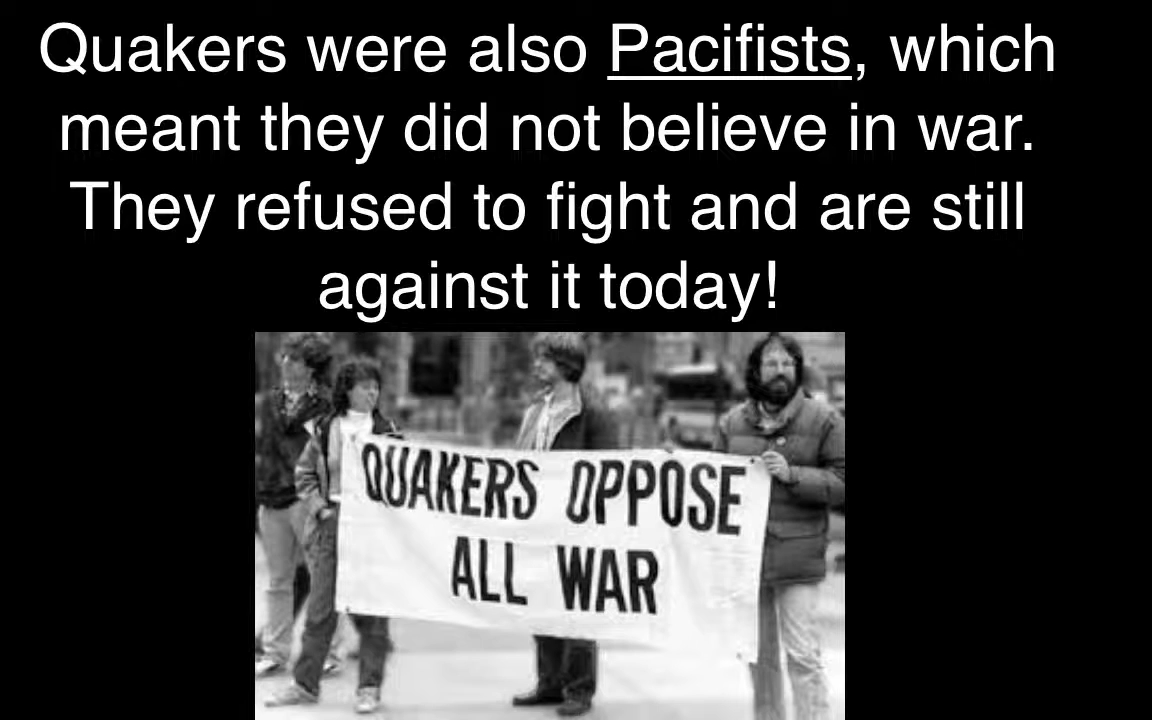 Quakers were also Pacifists, which
meant they did not believe in war.
They refused to fight and are still
against it today!
QUAKERS OPPOSE
ALL WAR